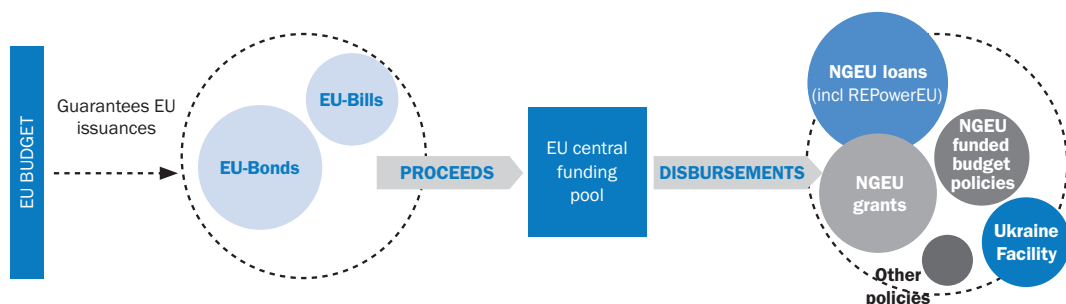 EU BUDGET
Guarantees EU
issuances
EU-Bills
EU-Bonds
PROCEEDS
EU central
funding
pool
DISBURSEMENTS
NGEU loans
(incl REPowerEU)
NGEU
funded
budget
policies
NGEU
grants
Ukraine
Facility
Other
policies